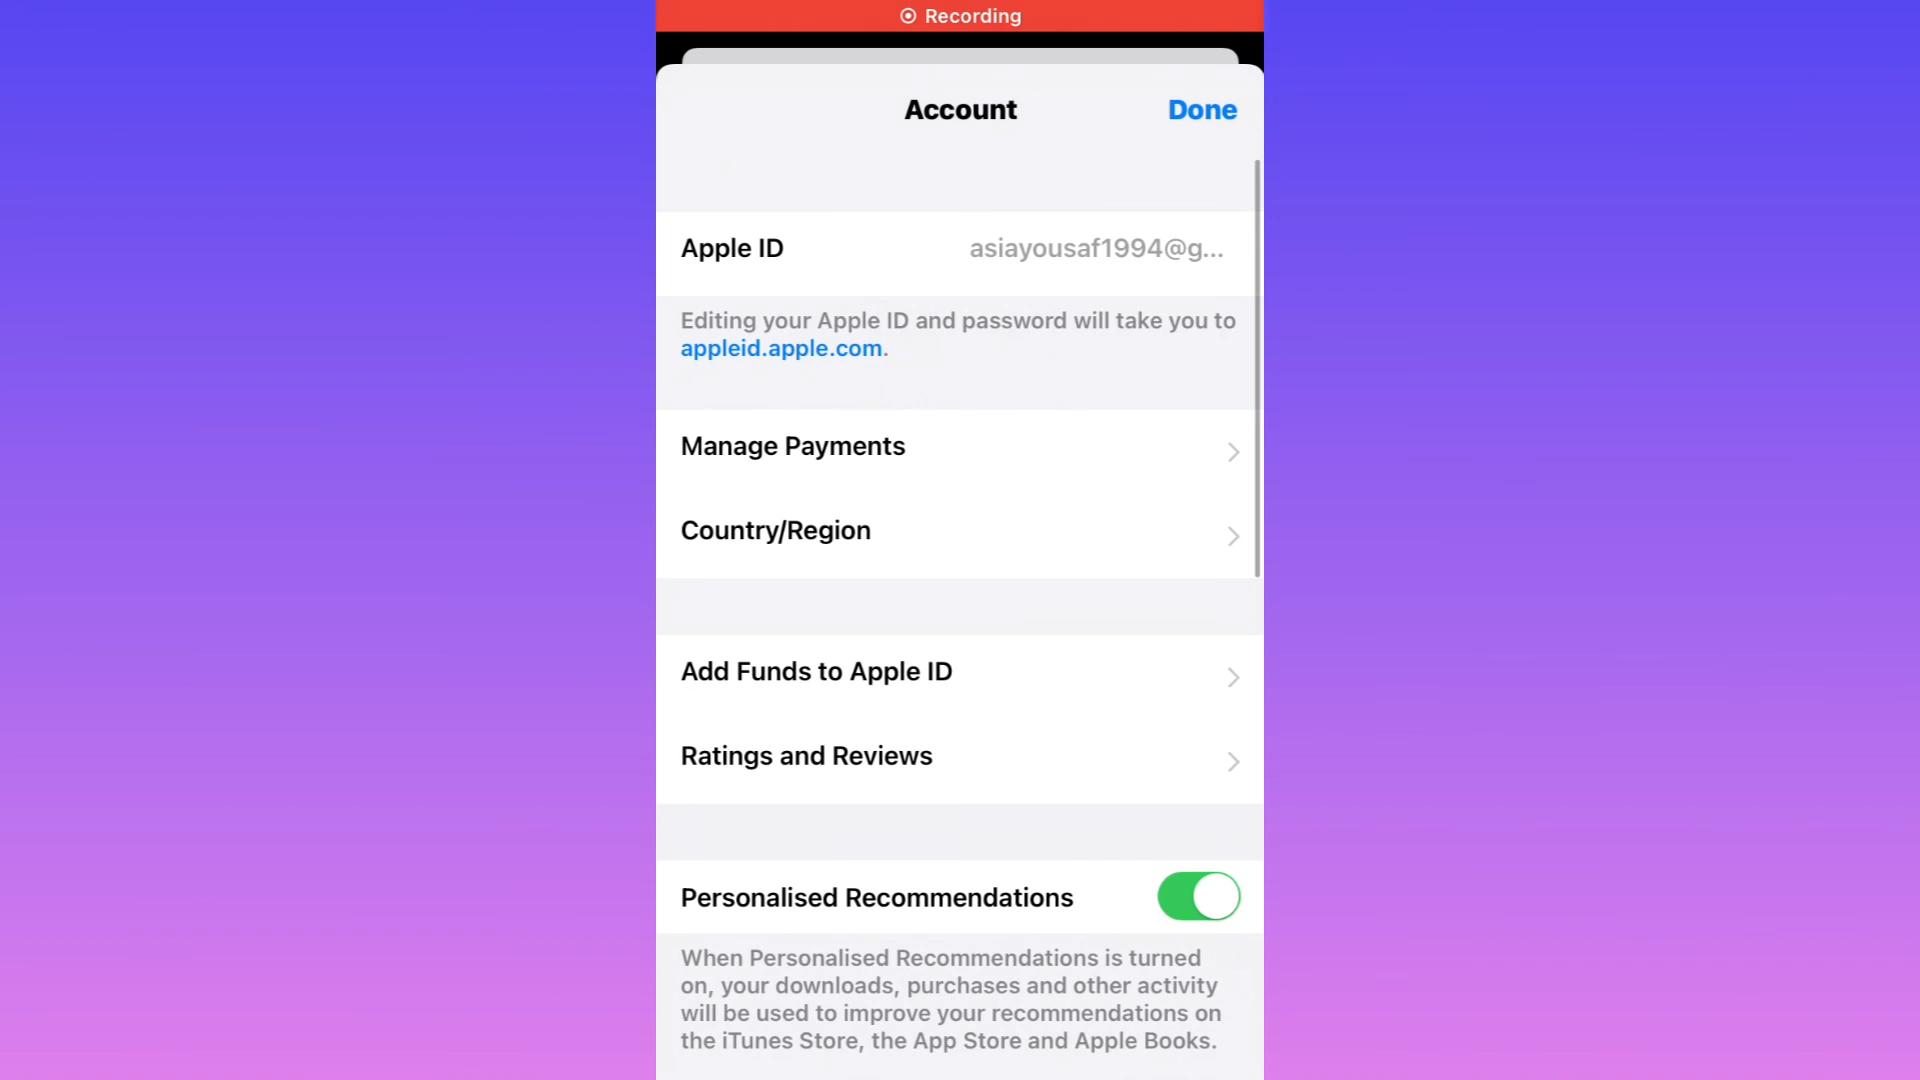 Recording
Account
Done
Apple ID
asiayousaf1994@g...
Editing your Apple ID and password will take you to
appleid.apple.com.
Manage Payments
Country/Region
Add Funds to Apple ID
Ratings and Reviews
Personalised Recommendations
When Personalised Recommendations is turned
on, your downloads, purchases and other activity
will be used to improve your recommendations on
the iTunes Store, the App Store and Apple Books.